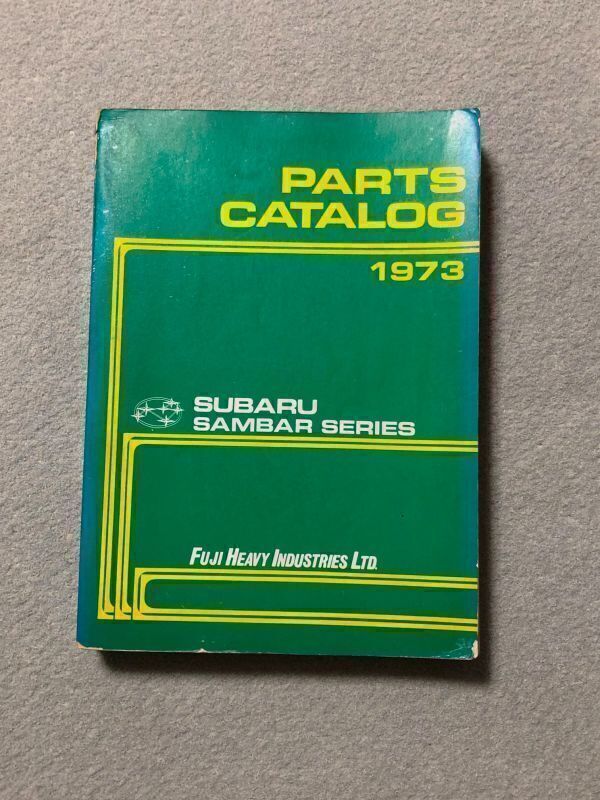 PARTS
CATALOG
1973
SUBARU
SAMBAR SERIES
FUJI HEAVY INDUSTRIES LTD.